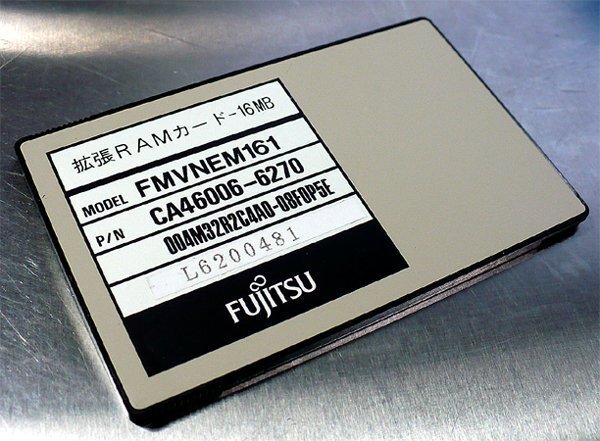 拡張RAMカード-16MB
MODEL FMVNEM161
P/N CA46006-6270
004M32R2C4A0-08F0P5E
L6200481
FUJITSU